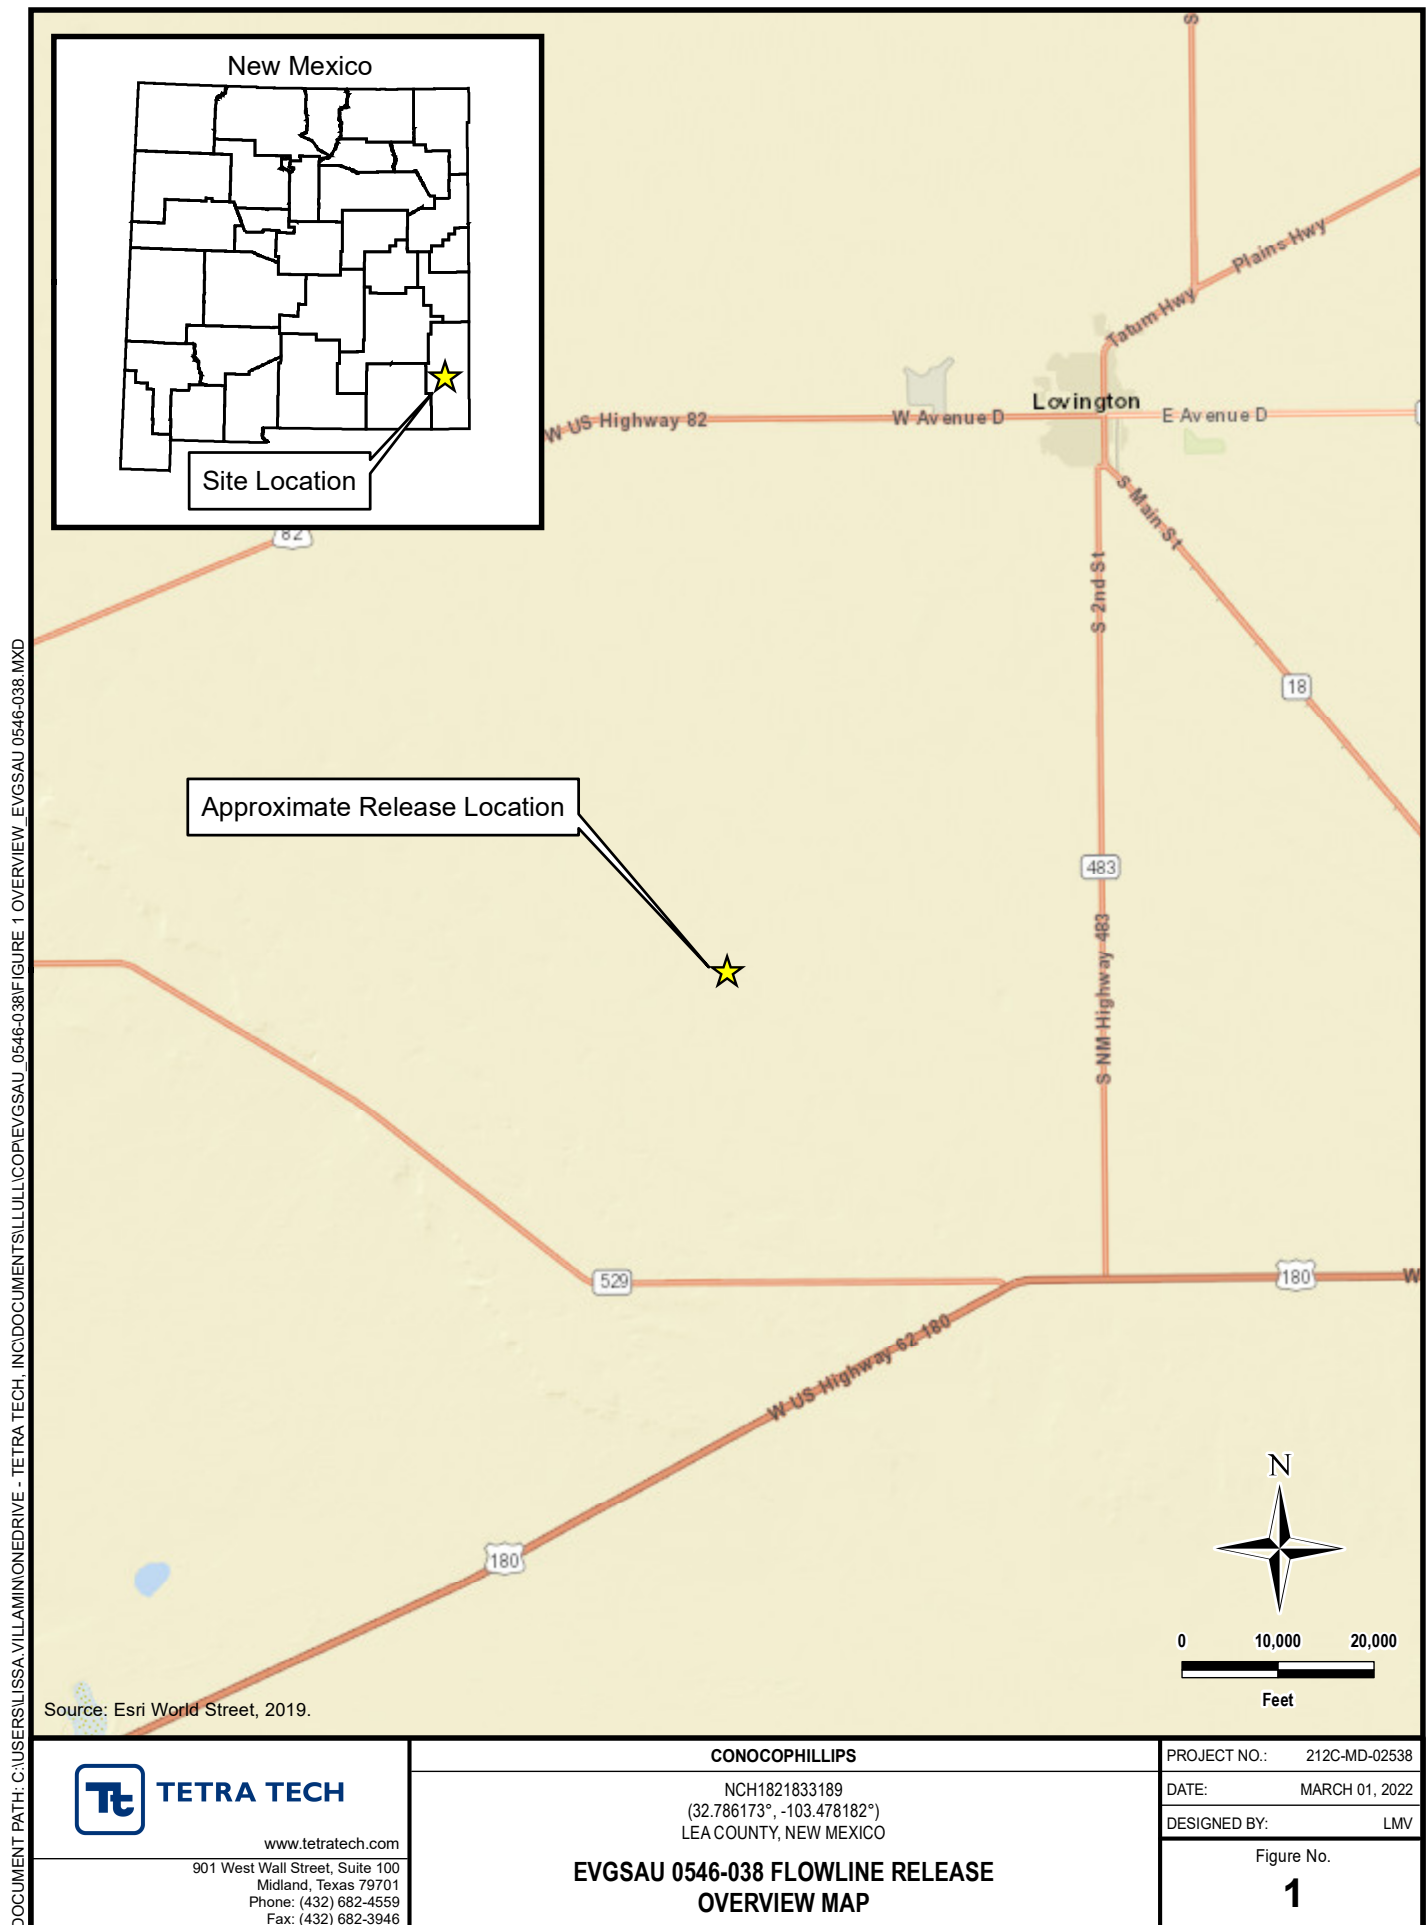 New Mexico
Site Location
S
Plains Hwy
Tatum Hwy
Lovington
W US Highway 82
W Avenue D
E Avenue D
82
S Main St
S 2nd St
18
Approximate Release Location
483
S NM Highway 483
529
180
W
W US Highway 62 180
180
N
0 10,000 20,000
Feet
Source: Esri World Street, 2019.
DOCUMENT PATH: C:\USERS\LISSA.VILLAMIN\ONEDRIVE - TETRA TECH, INC\DOCUMENTS\LLULL\COP\EVGSAU_0546-038\FIGURE 1 OVERVIEW_EVGSAU 0546-038.MXD
Tt TETRA TECH
www.tetratech.com
901 West Wall Street, Suite 100
Midland, Texas 79701
Phone: (432) 682-4559
Fax: (432) 682-3946
CONOCOPHILLIPS
NCH1821833189
(32.786173°, -103.478182°)
LEA COUNTY, NEW MEXICO
EVGSAU 0546-038 FLOWLINE RELEASE
OVERVIEW MAP
PROJECT NO.: 212C-MD-02538
DATE: MARCH 01, 2022
DESIGNED BY: LMV
Figure No.
1